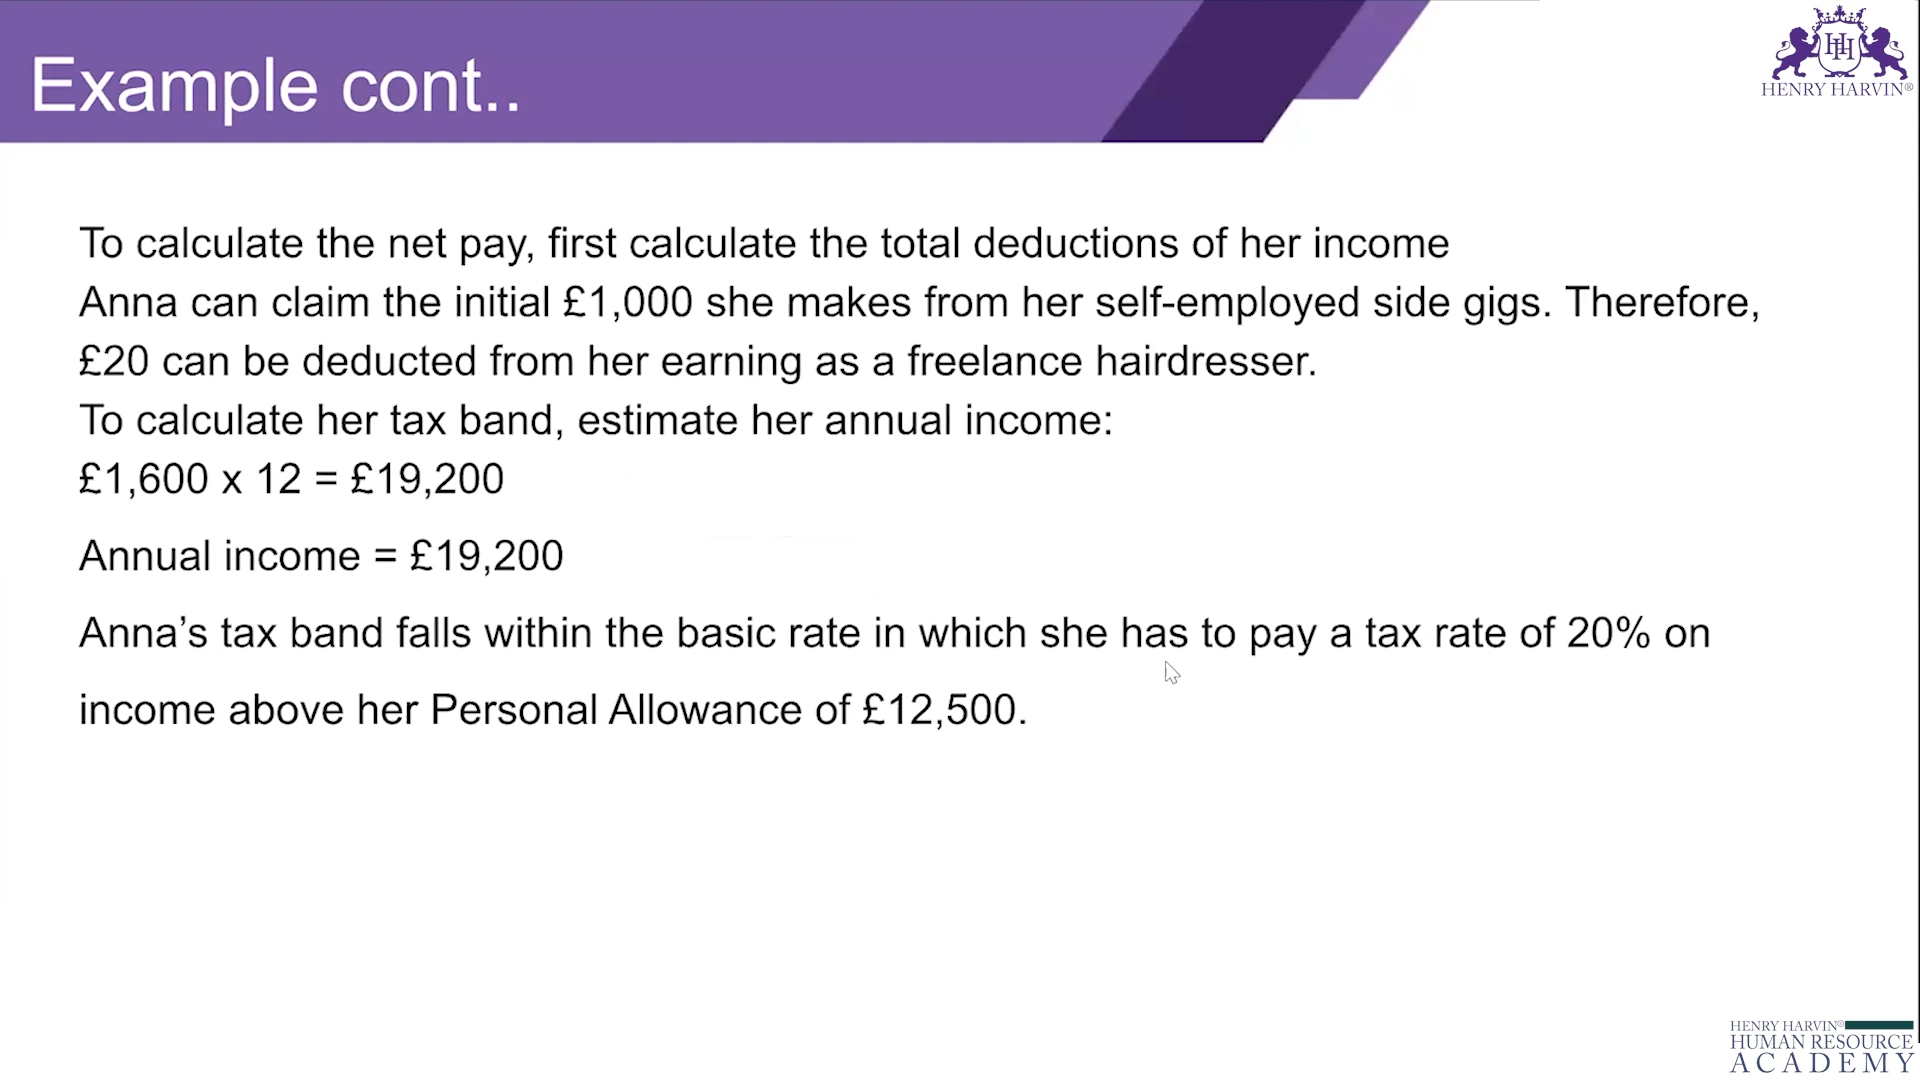 Example cont..
HH
HENRY HARVIN®
To calculate the net pay, first calculate the total deductions of her income
Anna can claim the initial £1,000 she makes from her self-employed side gigs. Therefore,
£20 can be deducted from her earning as a freelance hairdresser.
To calculate her tax band, estimate her annual income:
£1,600 x 12 = £19,200
Annual income = £19,200
Anna’s tax band falls within the basic rate in which she has to pay a tax rate of 20% on
income above her Personal Allowance of £12,500.
HENRY HARVIN®
HUMAN RESOURCE
ACADEMY